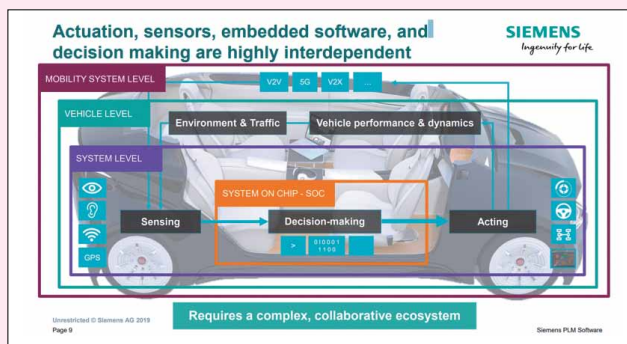 Actuation, sensors, embedded software, and
decision making are highly interdependent
SIEMENS
Ingenuity for life
MOBILITY SYSTEM LEVEL
V2V
5G
V2X
...
VEHICLE LEVEL
Environment & Traffic
Vehicle performance & dynamics
SYSTEM LEVEL
SYSTEM ON CHIP - SOC
Sensing
Decision-making
Acting
>
010001
1100
GPS
Requires a complex, collaborative ecosystem
Unrestricted © Siemens AG 2019
Page 9
Siemens PLM Software